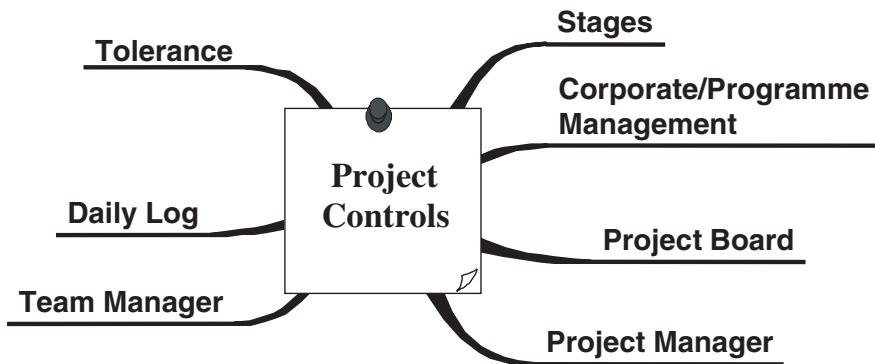 Stages
Tolerance
Corporate/Programme
Management
Project
Controls
Daily Log
Project Board
Team Manager
Project Manager